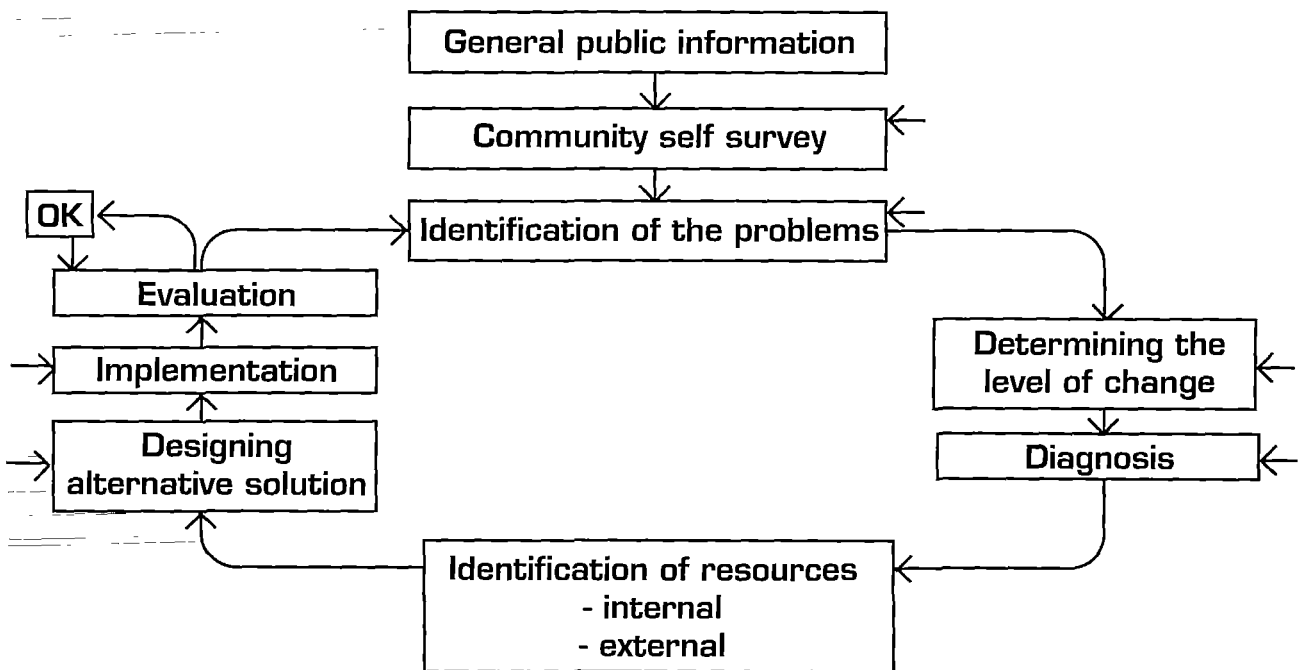 General public information
Community self survey
Identification of the problems
OK
Evaluation
Implementation
Designing
alternative solution
Determining the
level of change
Diagnosis
Identification of resources
- internal
- external